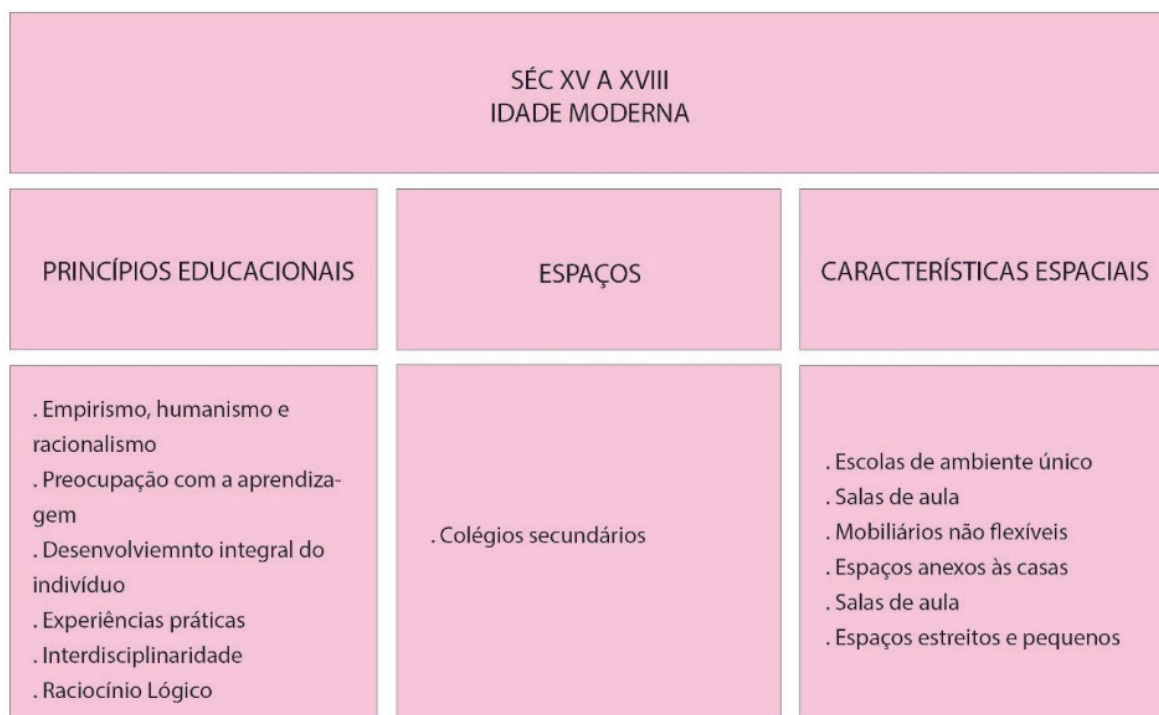 SÉC XV A XVIII
IDADE MODERNA
PRINCÍPIOS EDUCACIONAIS
ESPAÇOS
CARACTERÍSTICAS ESPACIAIS
. Empirismo, humanismo e
racionalismo
. Preocupação com a aprendiza-
gem
. Desenvolviemnto integral do
indivíduo
. Experiências práticas
. Interdisciplinaridade
. Raciocínio Lógico
. Colégios secundários
. Escolas de ambiente único
. Salas de aula
. Mobiliários não flexíveis
. Espaços anexos às casas
. Salas de aula
. Espaços estreitos e pequenos